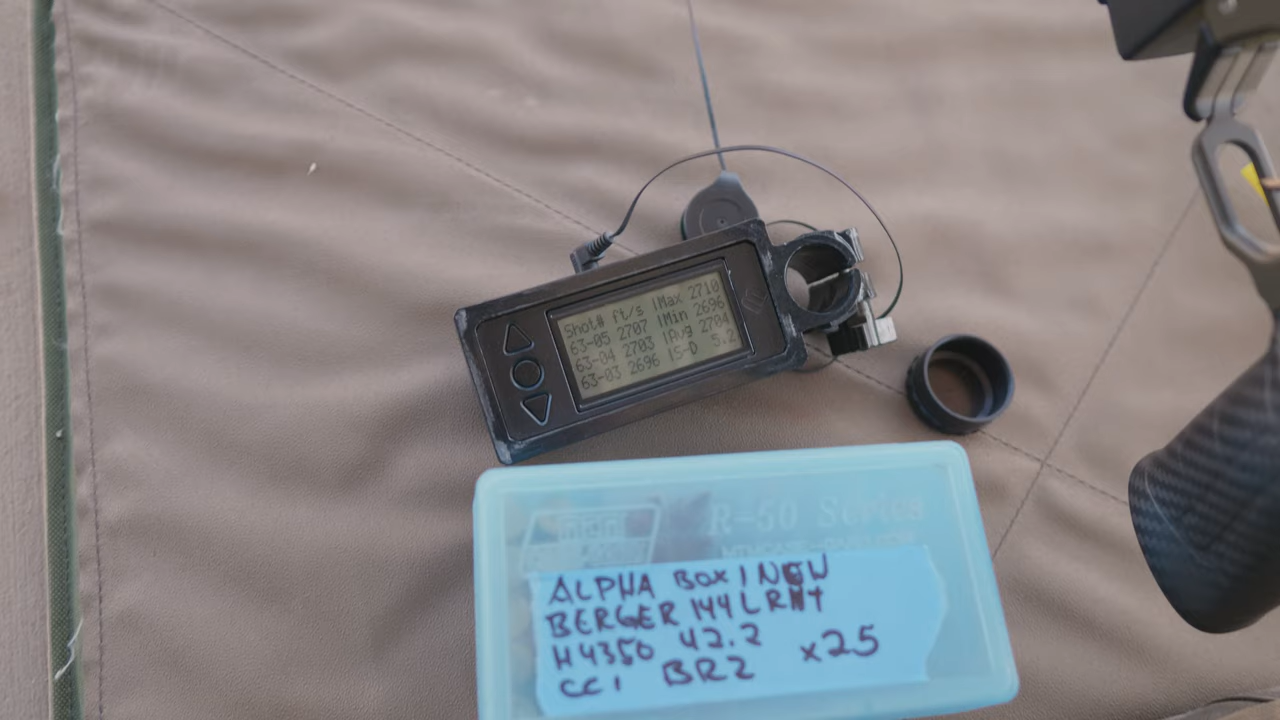 Shot# ft/s |Max 2710
63-05 2707 |Min 2696
63-04 2703 |Avg 2704
63-03 2696 |S-D 5.2
R-50 Series
ALPHA BOX 1 NEW
BERGER 144 LRHT
H4350 42.2 x25
CCI BR2